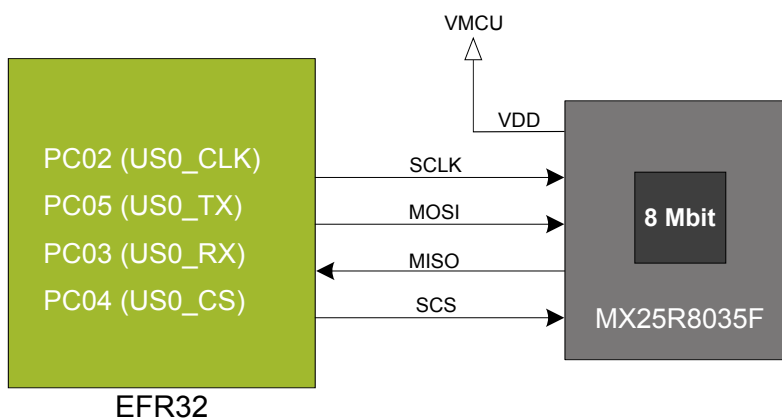 VMCU
VDD
PC02 (US0_CLK)
SCLK
PC05 (US0_TX)
MOSI
8 Mbit
PC03 (US0_RX)
MISO
PC04 (US0_CS)
SCS
MX25R8035F
EFR32